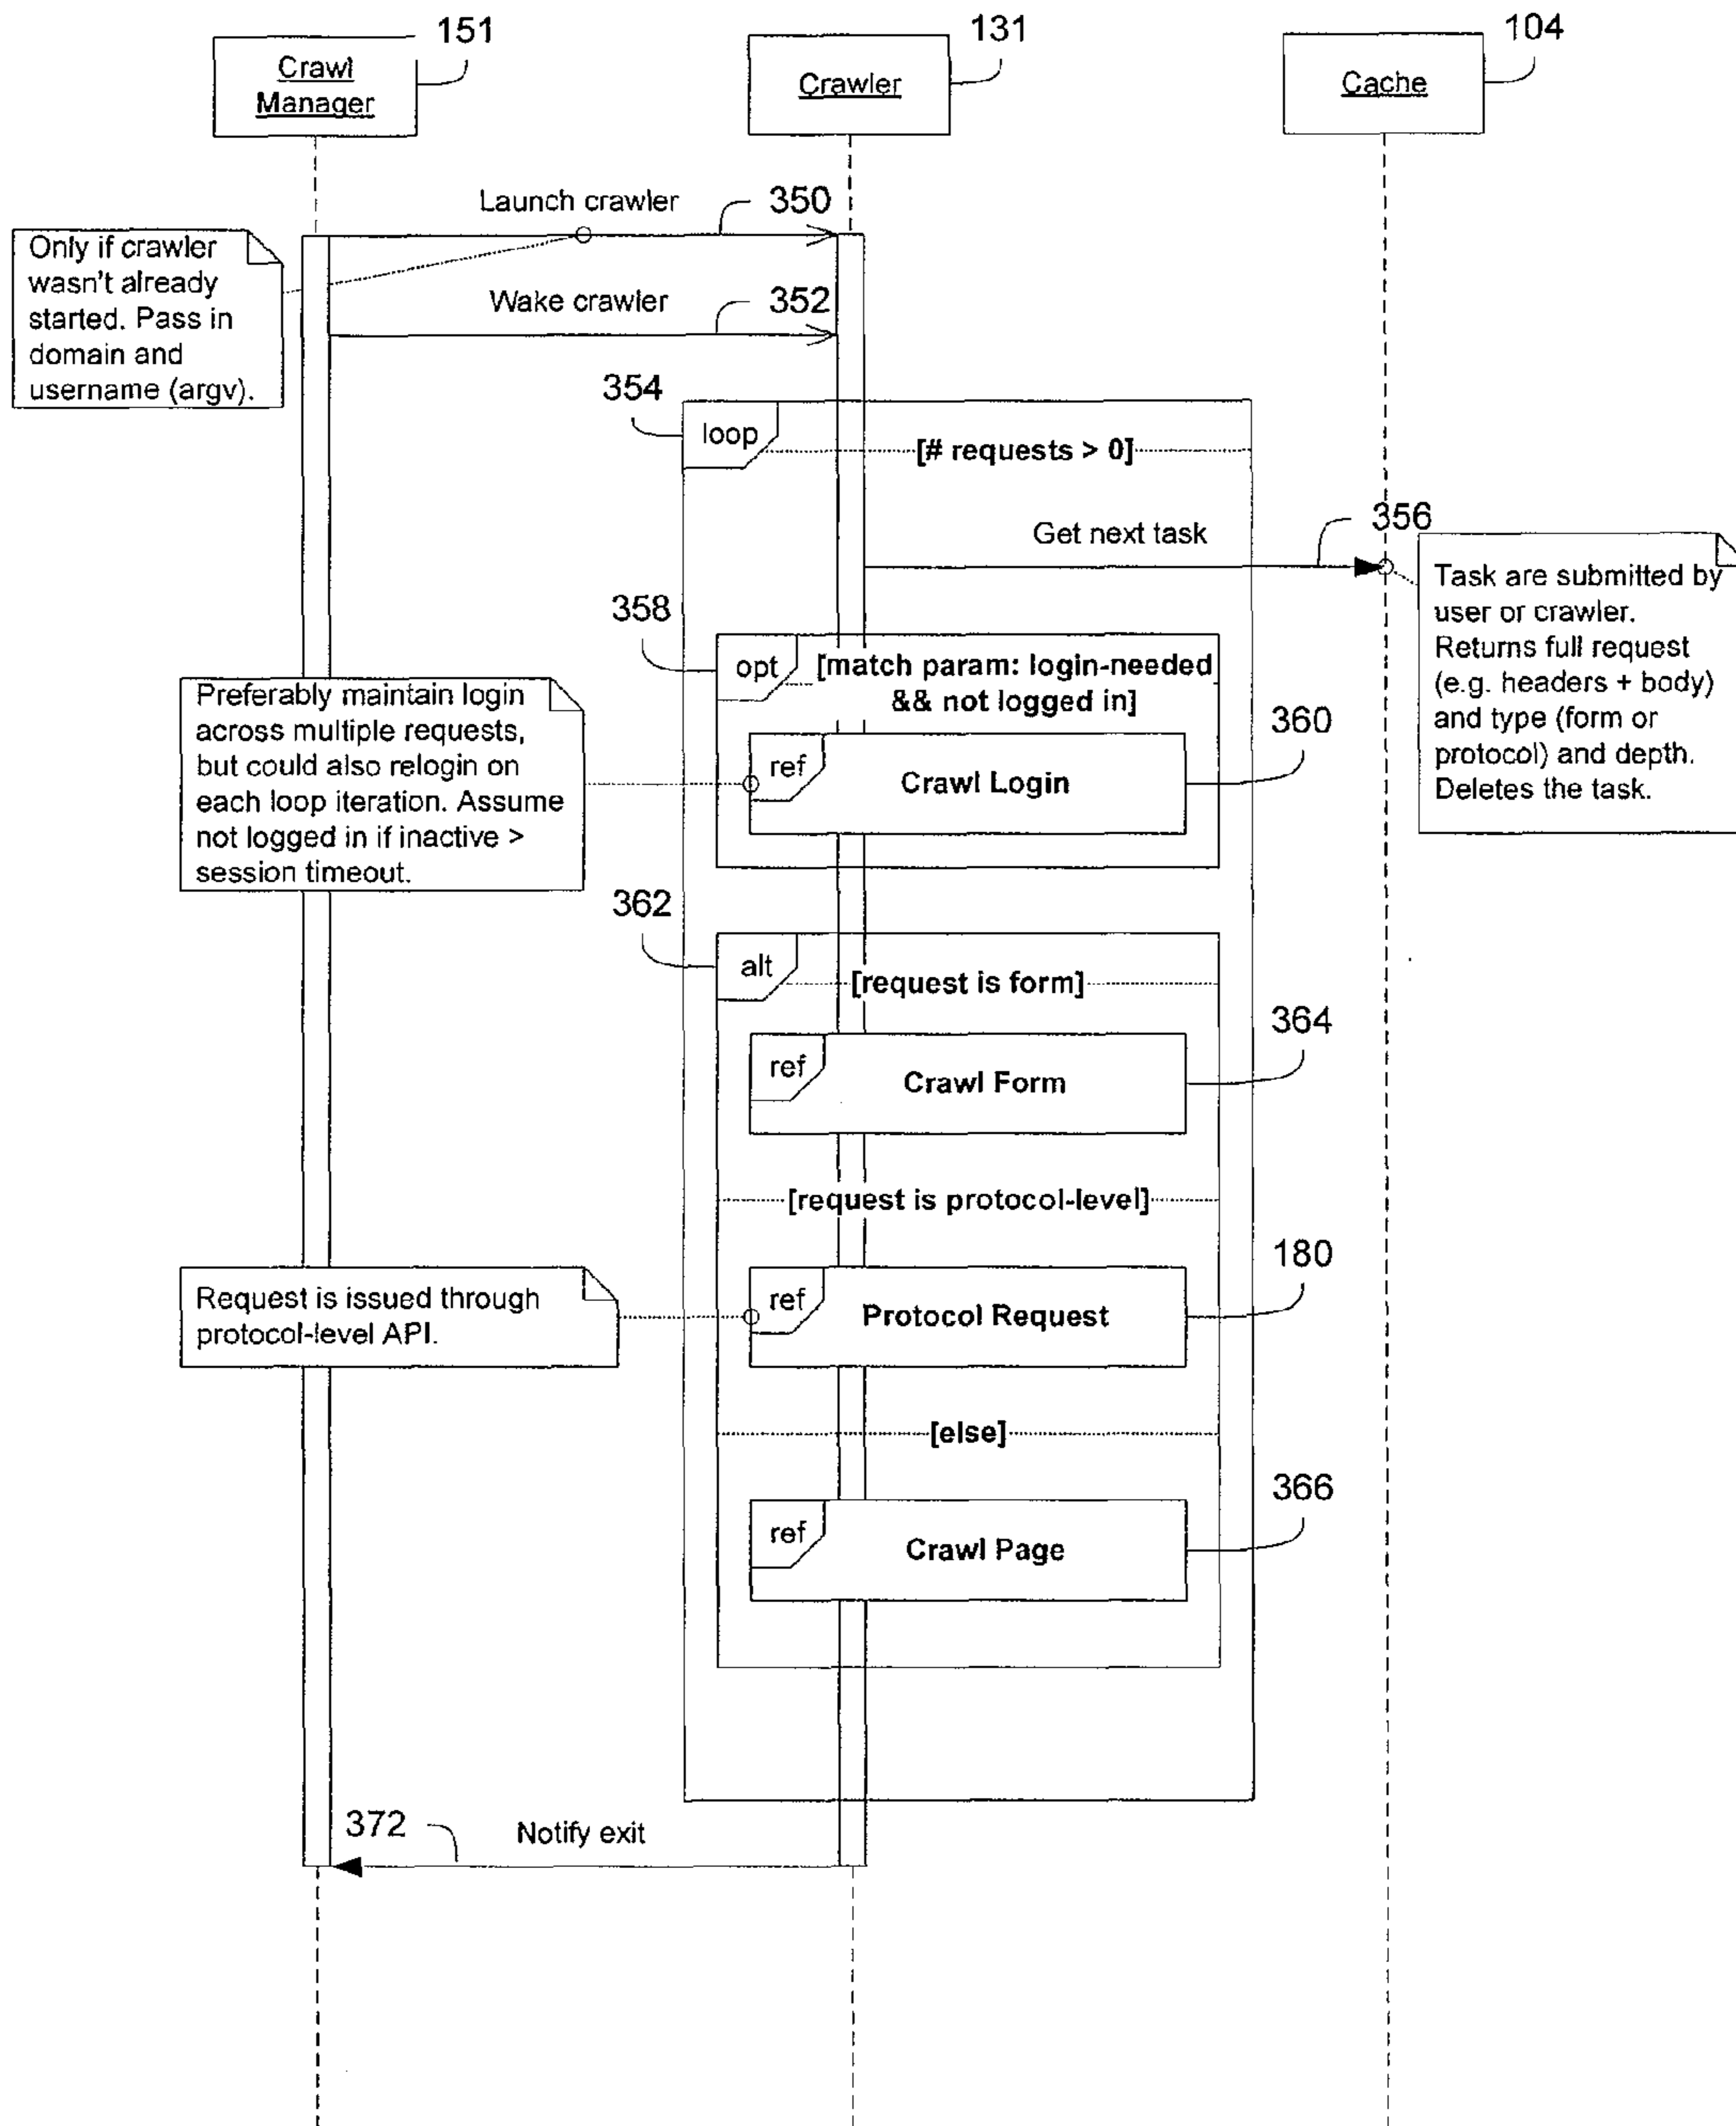 151
131
104
Crawl
Manager
Crawler
Cache
Launch crawler
350
Only if crawler
wasn't already
started. Pass in
domain and
username (argv).
Wake crawler
352
354
loop
[# requests > 0]
Get next task
356
Task are submitted by
user or crawler.
Returns full request
(e.g. headers + body)
and type (form or
protocol) and depth.
Deletes the task.
358
opt
[match param: login-needed
&& not logged in]
Preferably maintain login
across multiple requests,
but could also relogin on
each loop iteration. Assume
not logged in if inactive >
session timeout.
360
ref
Crawl Login
362
alt
[request is form]
364
ref
Crawl Form
[request is protocol-level]
180
Request is issued through
protocol-level API.
ref
Protocol Request
[else]
366
ref
Crawl Page
372
Notify exit